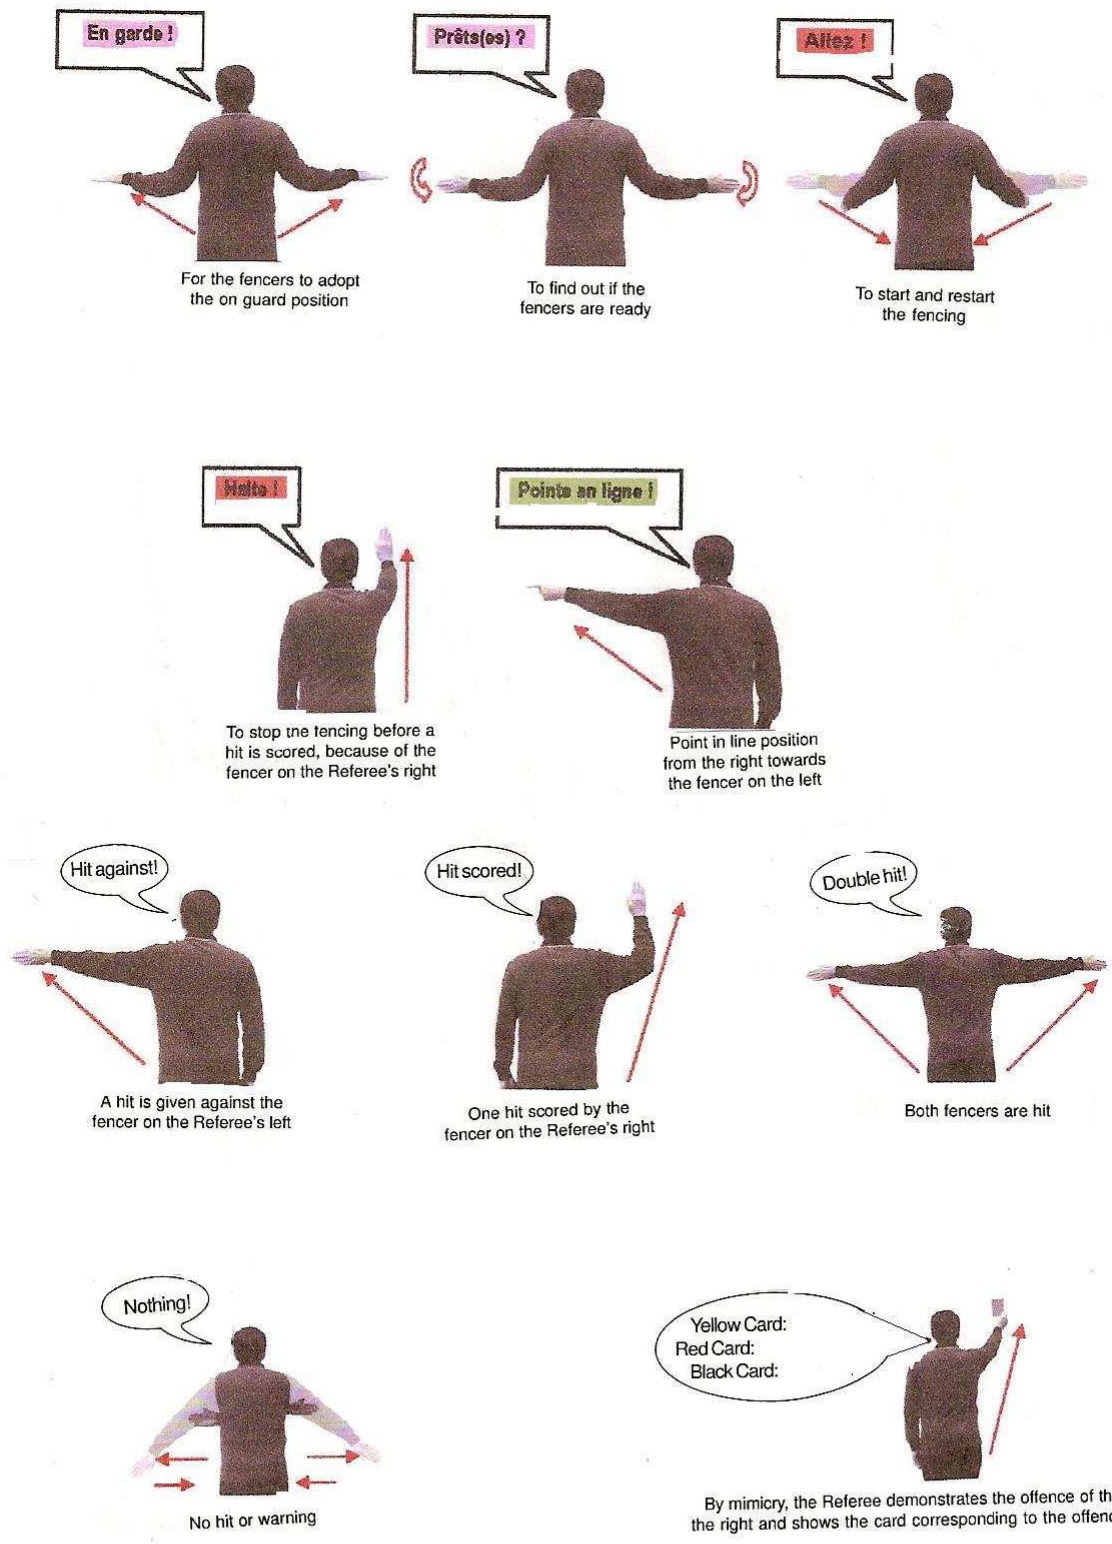 En garde !
Prêts(es) ?
Allez !
For the fencers to adopt
the on guard position
To find out if the
fencers are ready
To start and restart
the fencing
Halte !
Pointe en ligne !
To stop the fencing before a
hit is scored, because of the
fencer on the Referee's right
Point in line position
from the right towards
the fencer on the left
Hit against!
Hit scored!
Double hit!
A hit is given against the
fencer on the Referee's left
One hit scored by the
fencer on the Referee's right
Both fencers are hit
Nothing!
Yellow Card:
Red Card:
Black Card:
No hit or warning
By mimicry, the Referee demonstrates the offence of th
the right and shows the card corresponding to the offenc